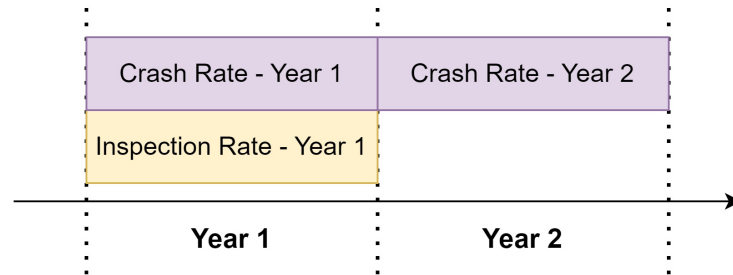 Crash Rate - Year 1
Crash Rate - Year 2
Inspection Rate - Year 1
Year 1
Year 2